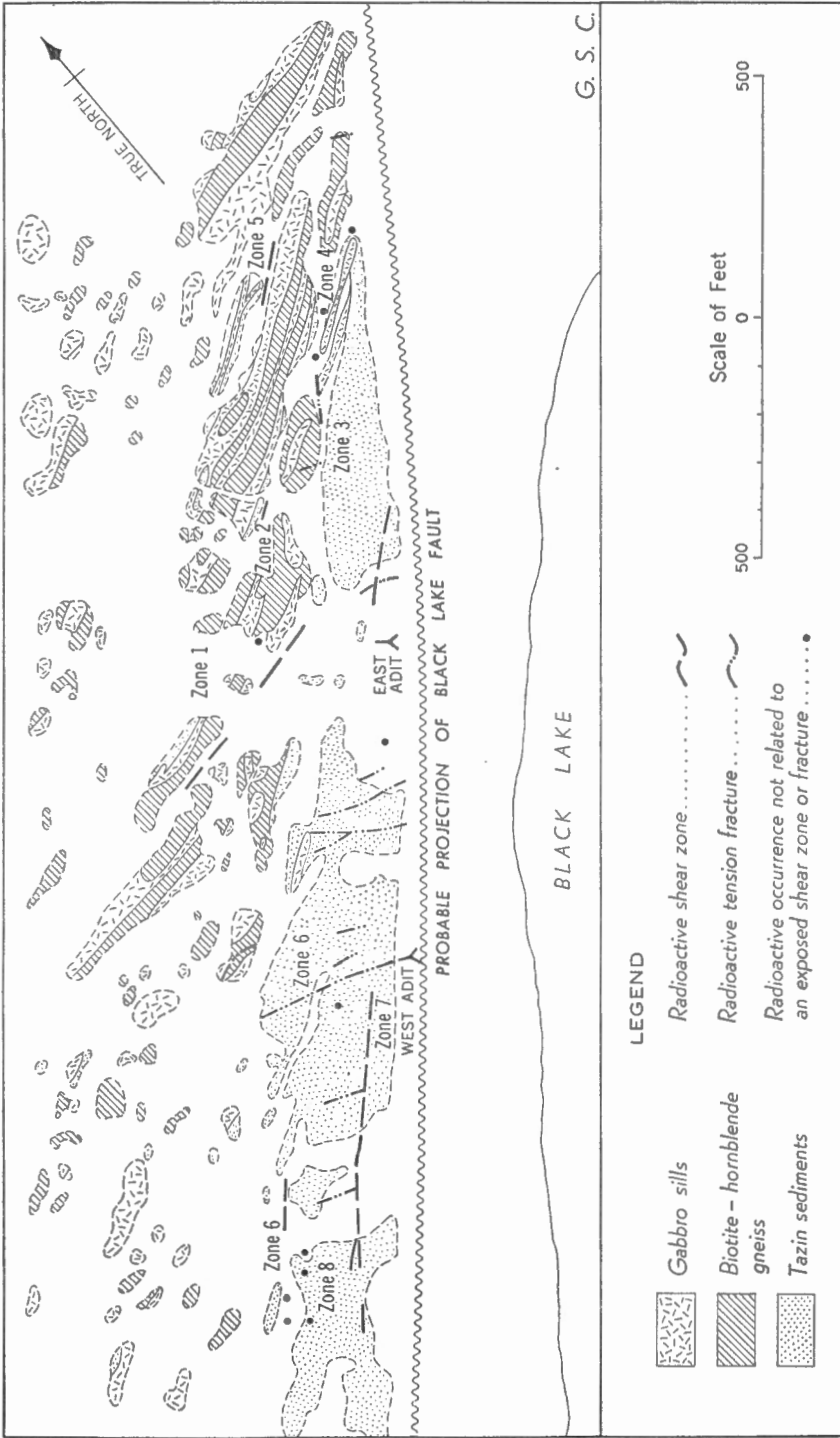 TRUE NORTH
Zone 1
Zone 2
Zone 5
Zone 4
Zone 3
EAST
ADIT
Zone 6
Zone 7
WEST ADIT
Zone 6
Zone 8
PROBABLE PROJECTION OF BLACK LAKE FAULT
BLACK LAKE
G. S. C.
LEGEND
Gabbro sills
Biotite – hornblende
gneiss
Tazin sediments
Radioactive shear zone
Radioactive tension fracture
Radioactive occurrence not related to
an exposed shear zone or fracture
Scale of Feet
500 0 500